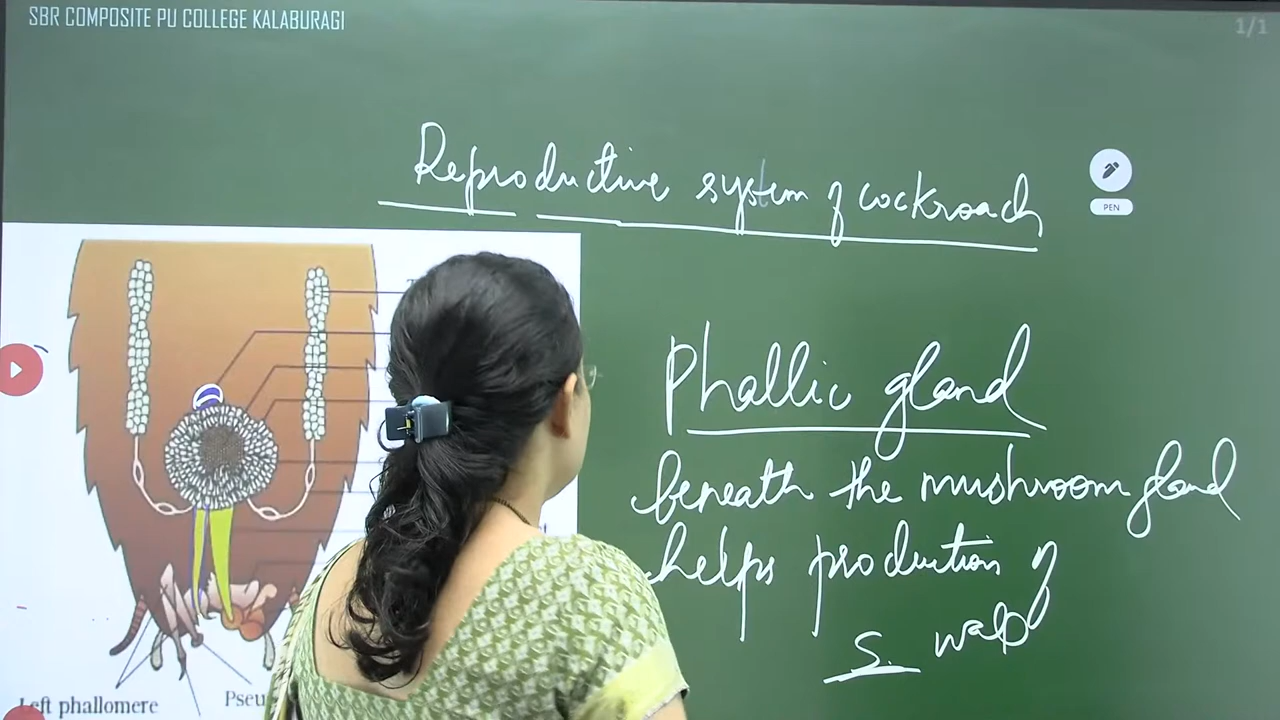 SBR COMPOSITE PU COLLEGE KALABURAGI
1/1
Reproductive system of cockroach
PEN
Phallic gland
beneath the mushroom gland
helps production of
S.
Left phallomere
Pseu